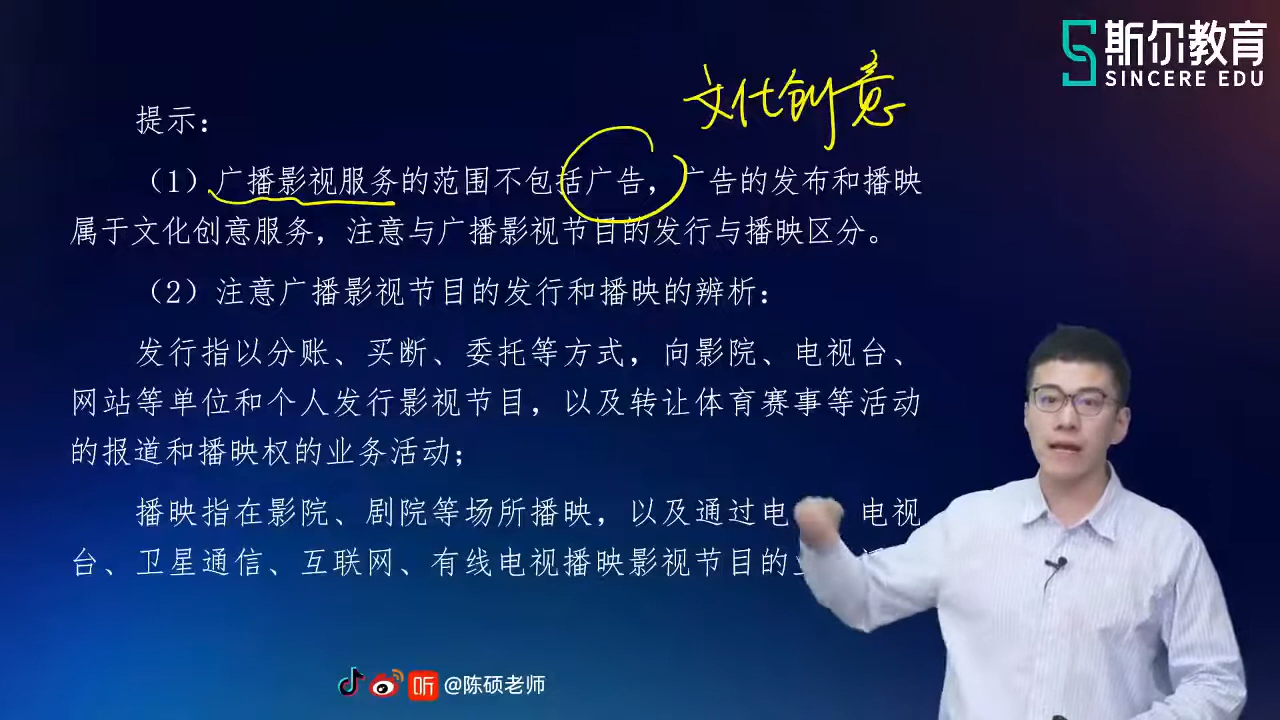 斯尔教育
SINCERE EDU
文化创意
提示：
（1）广播影视服务的范围不包括广告，广告的发布和播映
属于文化创意服务，注意与广播影视节目的发行与播映区分。
（2）注意广播影视节目的发行和播映的辨析：
发行指以分账、买断、委托等方式，向影院、电视台、
网站等单位和个人发行影视节目，以及转让体育赛事等活动
的报道和播映权的业务活动；
播映指在影院、剧院等场所播映，以及通过电 电视
台、卫星通信、互联网、有线电视播映影视节目的
听 @陈硕老师